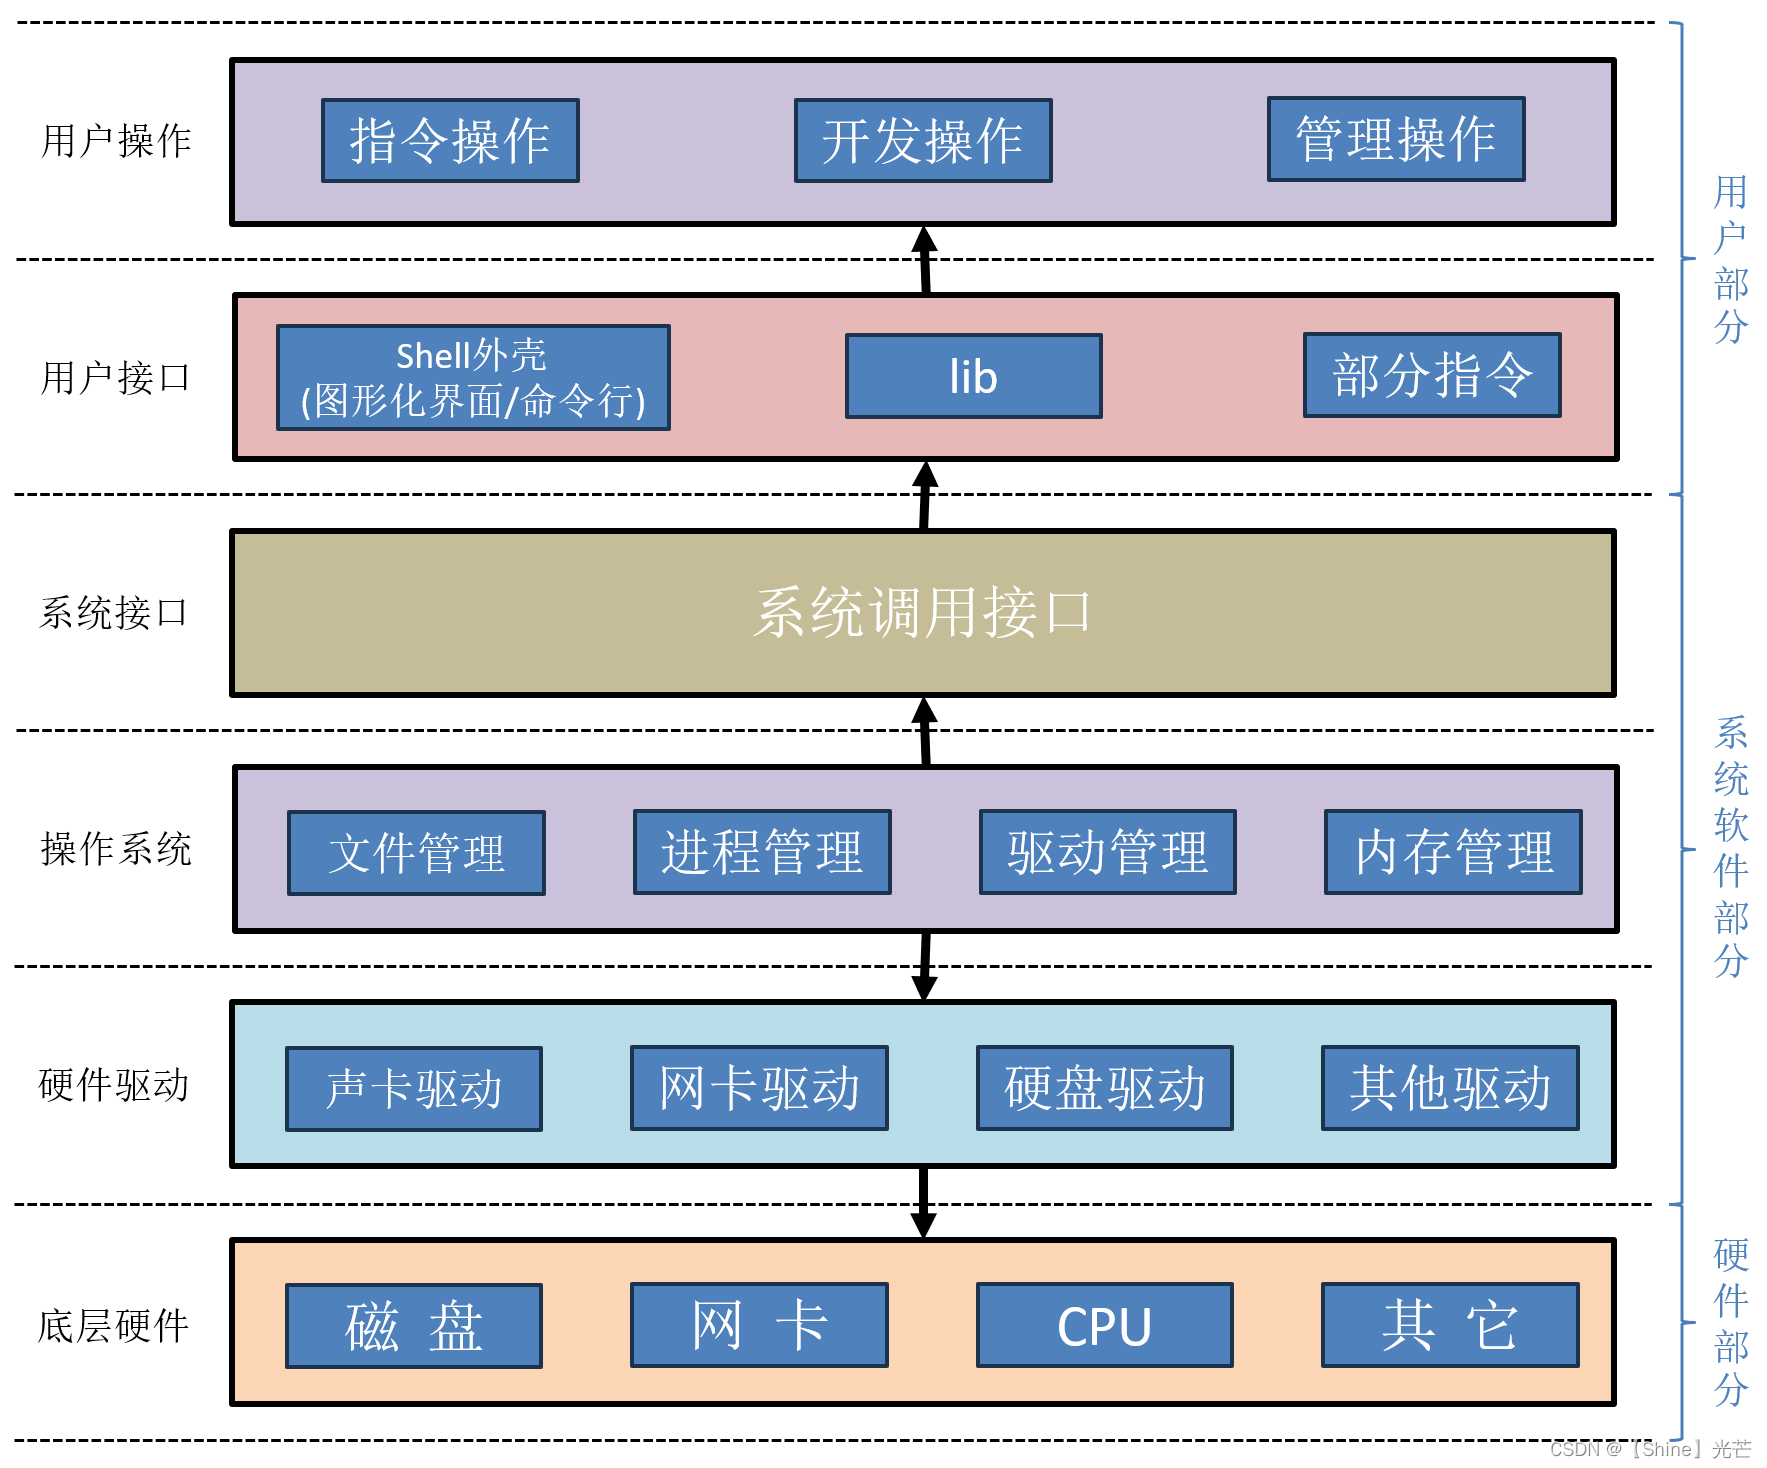 用户操作
指令操作
开发操作
管理操作
用户接口
Shell外壳
(图形化界面/命令行)
lib
部分指令
用户部分
系统接口
系统调用接口
操作系统
文件管理
进程管理
驱动管理
内存管理
硬件驱动
声卡驱动
网卡驱动
硬盘驱动
其他驱动
系统软件部分
底层硬件
磁 盘
网 卡
CPU
其 它
硬件部分
CSDN @【Shine】光芒